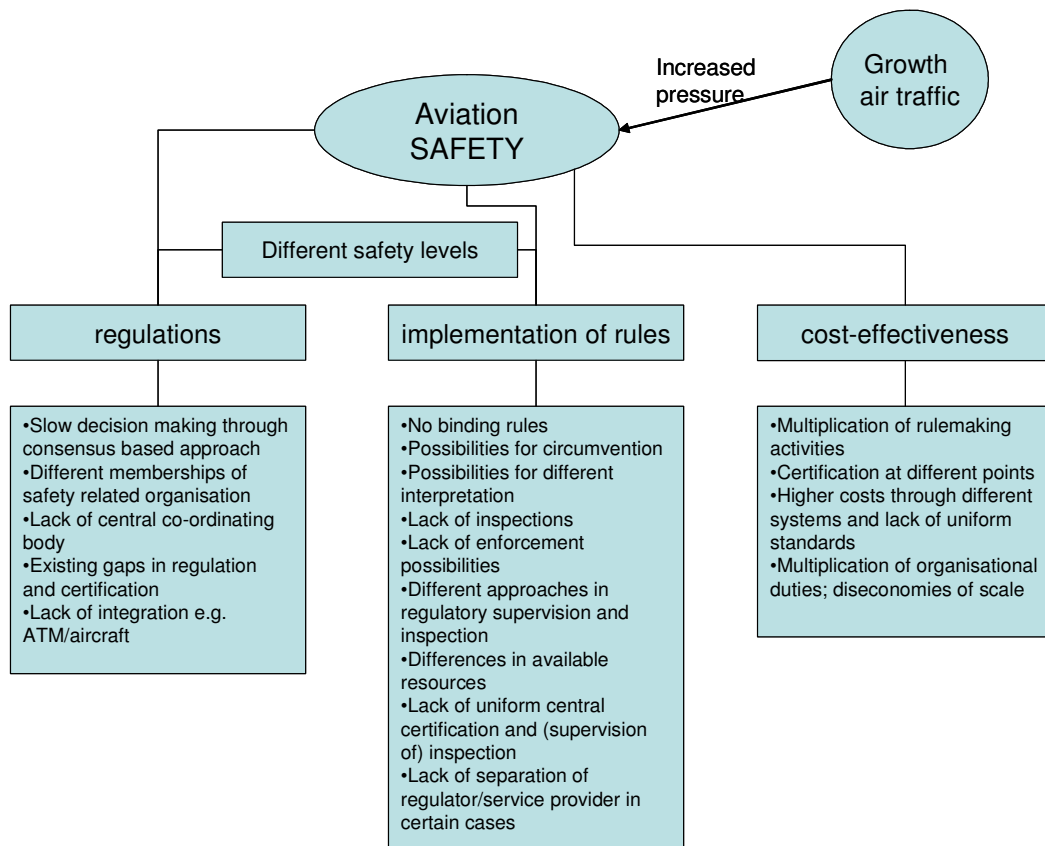 Growth
air traffic
Increased
pressure
Aviation
SAFETY
Different safety levels
regulations
implementation of rules
cost-effectiveness
•Slow decision making through
consensus based approach
•Different memberships of
safety related organisation
•Lack of central co-ordinating
body
•Existing gaps in regulation
and certification
•Lack of integration e.g.
ATM/aircraft
•No binding rules
•Possibilities for circumvention
•Possibilities for different
interpretation
•Lack of inspections
•Lack of enforcement
possibilities
•Different approaches in
regulatory supervision and
inspection
•Differences in available
resources
•Lack of uniform central
certification and (supervision
of) inspection
•Lack of separation of
regulator/service provider in
certain cases
•Multiplication of rulemaking
activities
•Certification at different points
•Higher costs through different
systems and lack of uniform
standards
•Multiplication of organisational
duties; diseconomies of scale